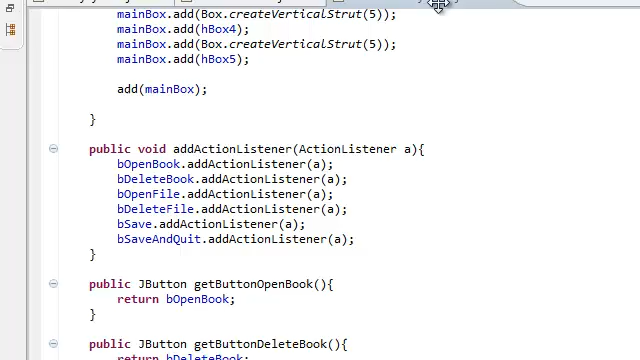 mainBox.add(Box.createVerticalStrut(5));
mainBox.add(hBox4);
mainBox.add(Box.createVerticalStrut(5));
mainBox.add(hBox5);
add(mainBox);
}
public void addActionListener(ActionListener a){
bOpenBook.addActionListener(a);
bDeleteBook.addActionListener(a);
bOpenFile.addActionListener(a);
bDeleteFile.addActionListener(a);
bSave.addActionListener(a);
bSaveAndQuit.addActionListener(a);
}
public JButton getButtonOpenBook(){
return bOpenBook;
}
public JButton getButtonDeleteBook(){
return bDeleteBook;